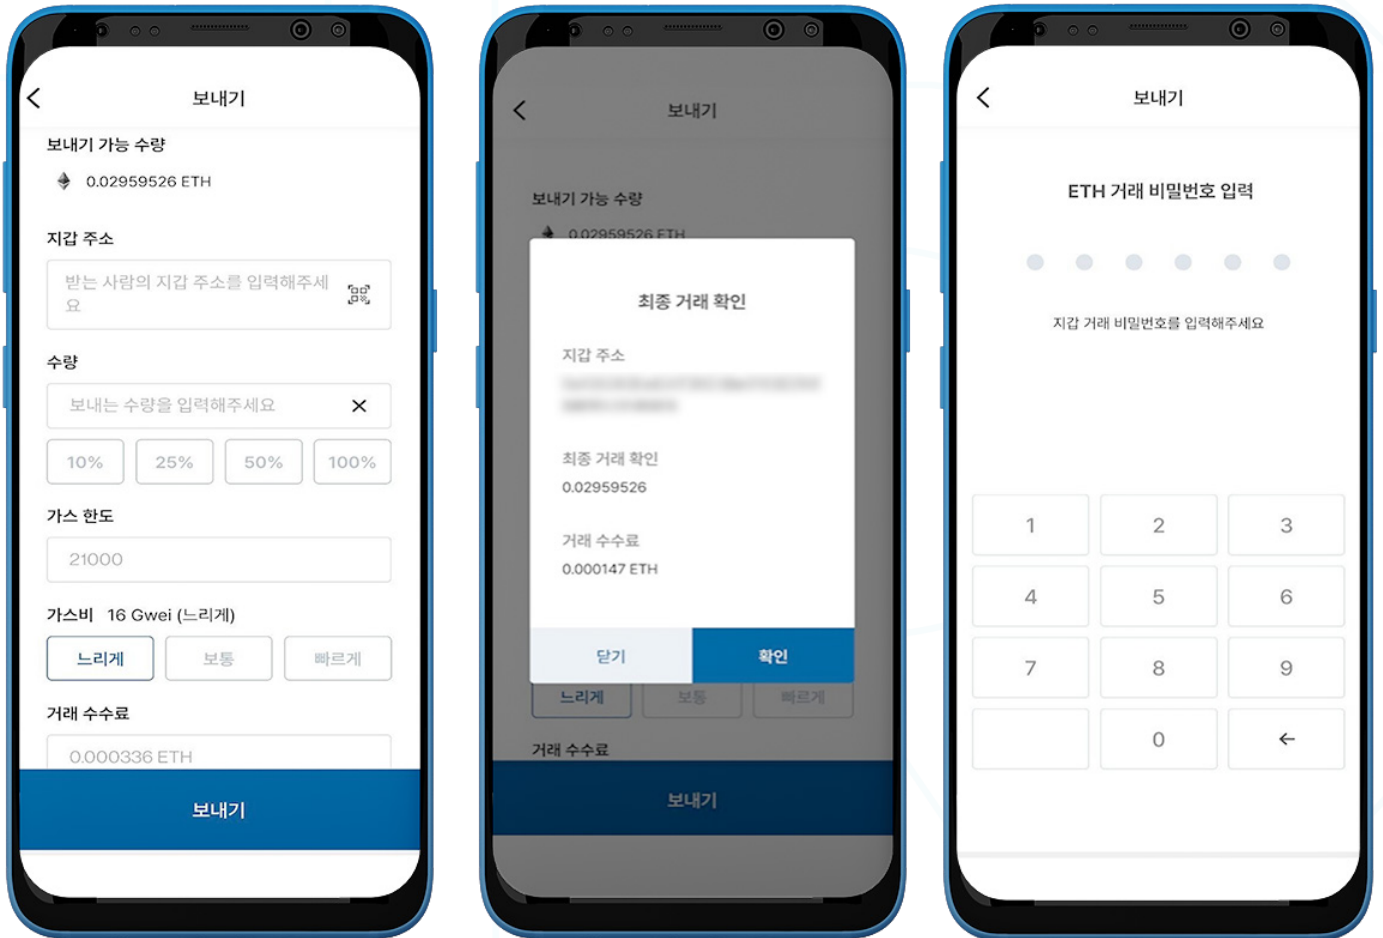 보내기
보내기 가능 수량
0.02959526 ETH
지갑 주소
받는 사람의 지갑 주소를 입력해주세
요
수량
보내는 수량을 입력해주세요
10% 25% 50% 100%
가스 한도
21000
가스비 16 Gwei (느리게)
느리게 보통 빠르게
거래 수수료
0.000336 ETH
보내기
보내기
보내기 가능 수량
0.02959526 ETH
최종 거래 확인
지갑 주소
최종 거래 확인
0.02959526
거래 수수료
0.000147 ETH
닫기 확인
느리게 보통 빠르게
거래 수수료
보내기
보내기
ETH 거래 비밀번호 입력
지갑 거래 비밀번호를 입력해주세요
1 2 3
4 5 6
7 8 9
0 ←